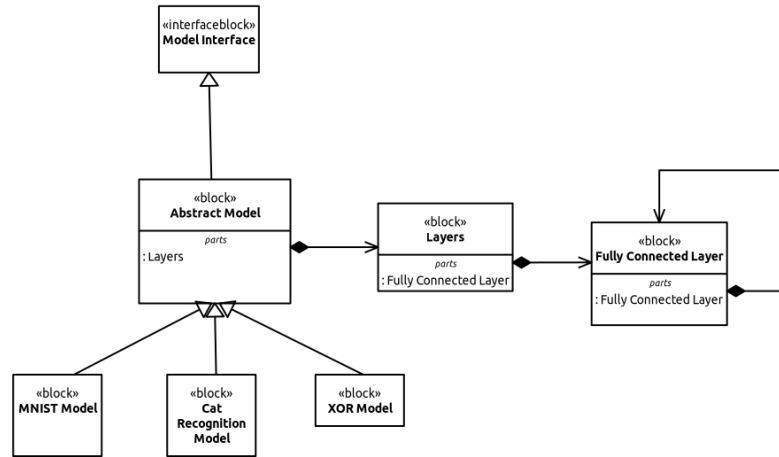 «interfaceblock»
Model Interface
«block»
Abstract Model
parts
: Layers
«block»
Layers
parts
: Fully Connected Layer
«block»
Fully Connected Layer
parts
: Fully Connected Layer
«block»
MNIST Model
«block»
Cat
Recognition
Model
«block»
XOR Model